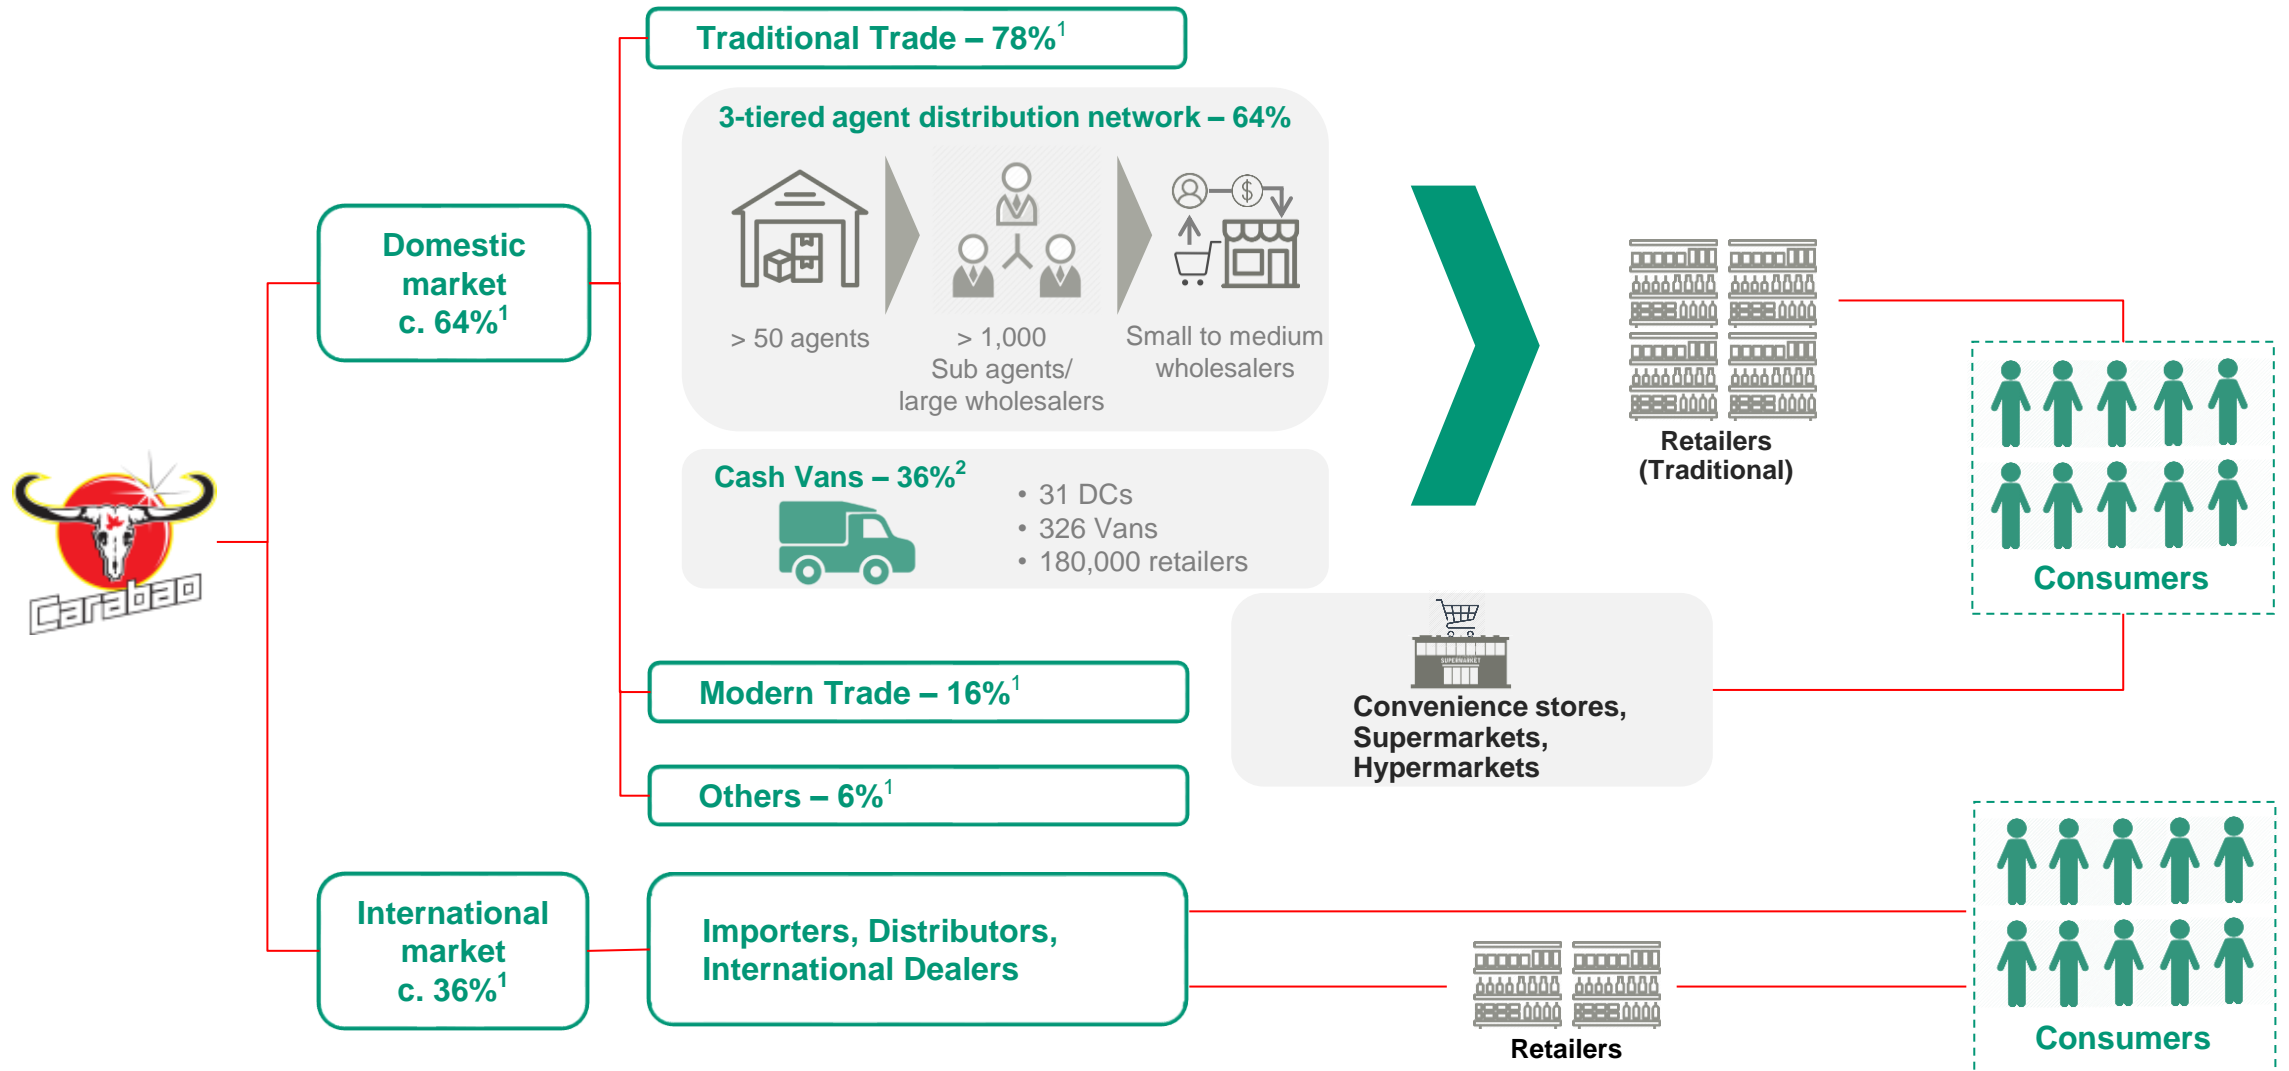 Traditional Trade – 78%¹
3-tiered agent distribution network – 64%
> 50 agents
> 1,000
Sub agents/
large wholesalers
Small to medium
wholesalers
Domestic
market
c. 64%¹
Cash Vans – 36%²
• 31 DCs
• 326 Vans
• 180,000 retailers
Retailers
(Traditional)
Consumers
Carabao
Modern Trade – 16%¹
SUPERMARKET
Convenience stores,
Supermarkets,
Hypermarkets
Others – 6%¹
International
market
c. 36%¹
Importers, Distributors,
International Dealers
Retailers
Consumers